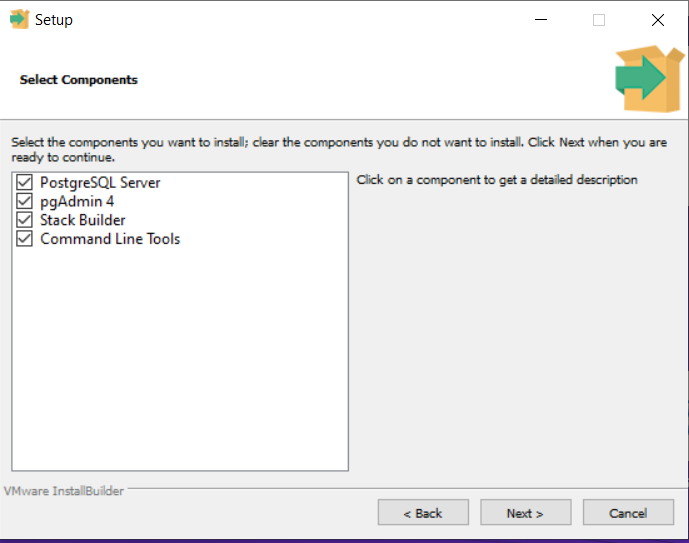 Setup
Select Components
Select the components you want to install; clear the components you do not want to install. Click Next when you are
ready to continue.
PostgreSQL Server
pgAdmin 4
Stack Builder
Command Line Tools
Click on a component to get a detailed description
VMware InstallBuilder
< Back
Next >
Cancel